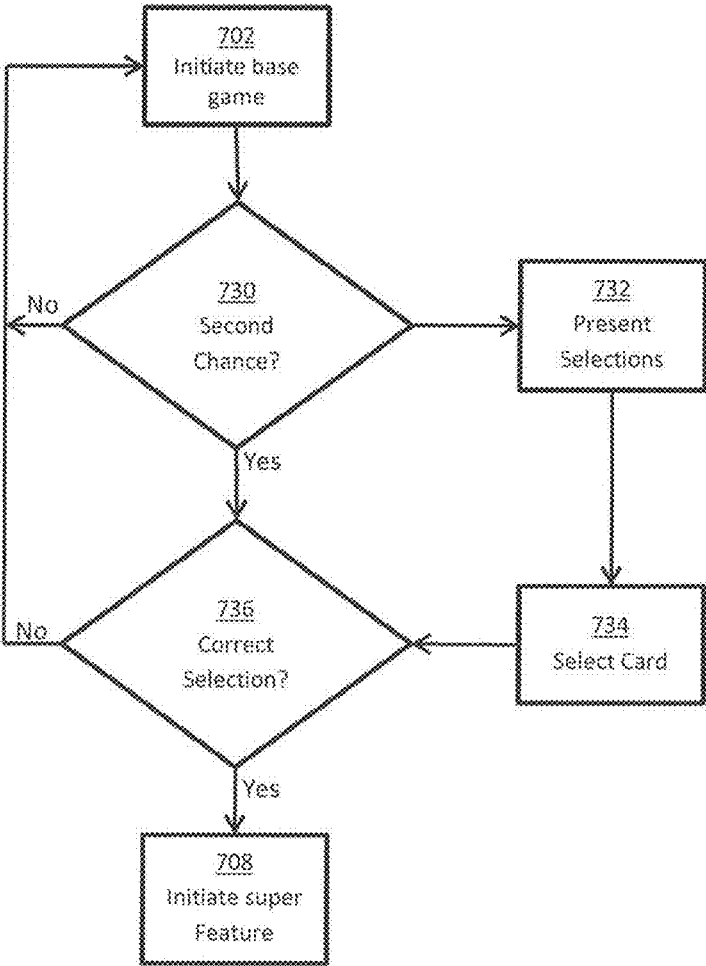 702
Initiate base
game
730
Second
Chance?
No
Yes
732
Present
Selections
734
Select Card
736
Correct
Selection?
No
Yes
708
Initiate super
Feature